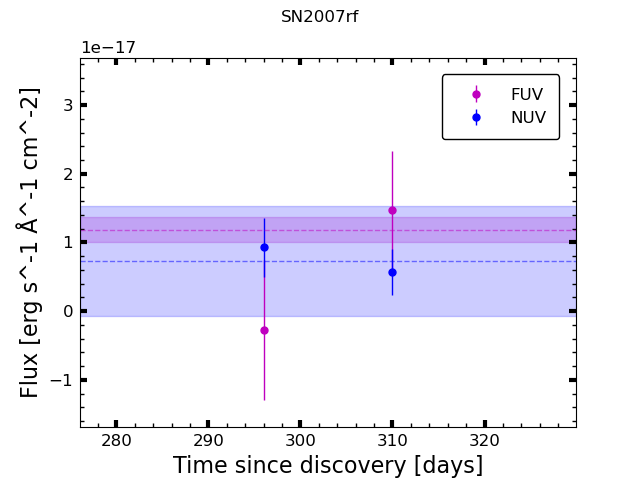 SN2007rf
1e−17
3
2
1
0
−1
Flux [erg s^-1 Å^-1 cm^-2]
FUV
NUV
280 290 300 310 320
Time since discovery [days]